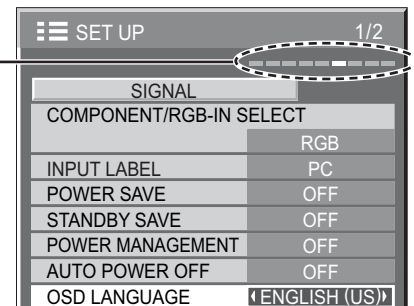 SET UP 1/2
SIGNAL
COMPONENT/RGB-IN SELECT
RGB
INPUT LABEL PC
POWER SAVE OFF
STANDBY SAVE OFF
POWER MANAGEMENT OFF
AUTO POWER OFF OFF
OSD LANGUAGE ENGLISH (US)